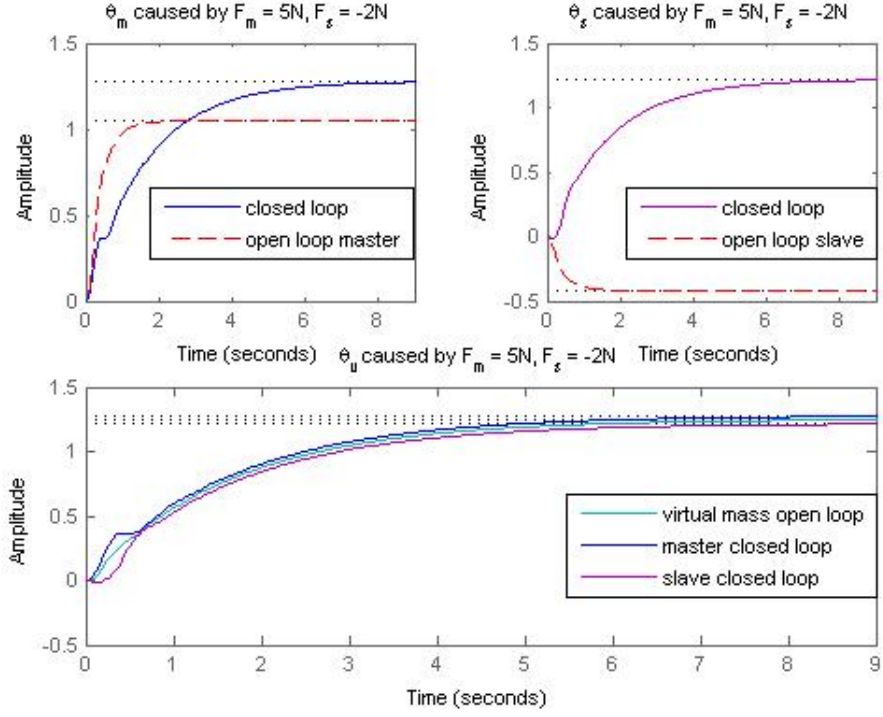 θm caused by Fm = 5N, Fs = -2N
1.5
1
0.5
0
Amplitude
closed loop
open loop master
0 2 4 6 8
Time (seconds)
θs caused by Fm = 5N, Fs = -2N
1.5
1
0.5
0
-0.5
Amplitude
closed loop
open loop slave
0 2 4 6 8
Time (seconds)
θu caused by Fm = 5N, Fs = -2N
1.5
1
0.5
0
-0.5
Amplitude
virtual mass open loop
master closed loop
slave closed loop
0 1 2 3 4 5 6 7 8 9
Time (seconds)